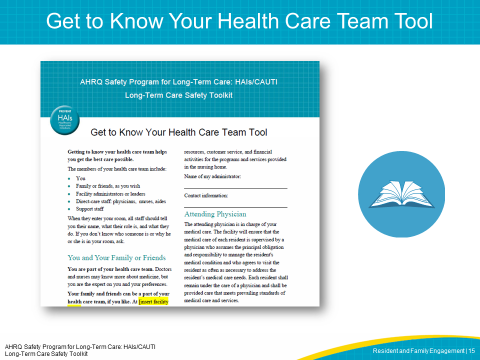 Get to Know Your Health Care Team Tool
AHRQ Safety Program for Long-Term Care: HAIs/CAUTI
Long-Term Care Safety Toolkit
HAIs
Get to Know Your Health Care Team Tool
Getting to know your health care team helps
you get the best care possible.
The members of your health care team include:
• You
• Family or friends, as you wish
• Facility administrators or leaders
• Direct-care staff: physicians, nurses, aides
• Support staff
When they enter your room, all staff should tell
you their name, what their role is, and what they
do. If you don't know who someone is or why he
or she is in your room, ask.
You and Your Family or Friends
You are part of your health care team. Doctors
and nurses may know more about medicine, but
you are the expert on you and your preferences.
Your family and friends can be a part of your
health care team, if you like. At [insert facility
resources, customer service, and financial
activities for the programs and services provided
in the nursing home.
Name of my administrator:
Contact information:
Attending Physician
The attending physician is in charge of your
medical care. The facility will ensure that the
medical care of each resident is supervised by a
physician who assumes the principal obligation
and responsibility to manage the resident's
medical condition and who agrees to visit the
resident as often as necessary to address the
resident's medical care needs. Each resident shall
remain under the care of a physician and shall be
provided care that meets prevailing standards of
medical care and services.
AHRQ Safety Program for Long-Term Care: HAIs/CAUTI
Long-Term Care Safety Toolkit
Resident and Family Engagement | 15